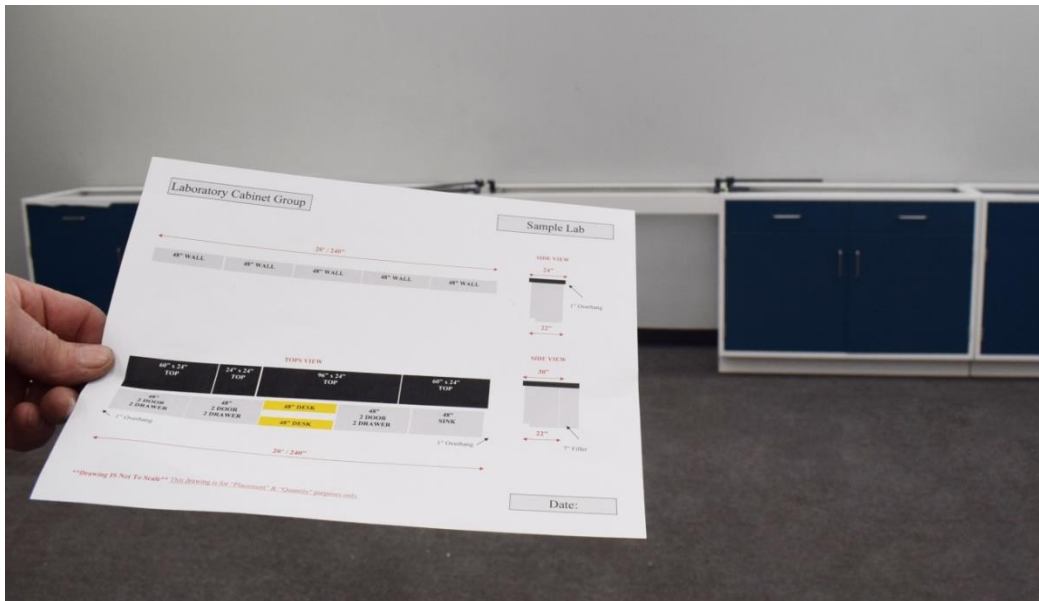 Laboratory Cabinet Group
Sample Lab
20' / 240"
48" WALL
48" WALL
48" WALL
48" WALL
48" WALL
SIDE VIEW
24"
1" Overhang
22"
TOPS VIEW
60" x 24"
TOP
24" x 24"
TOP
96" x 24"
TOP
60" x 24"
TOP
48"
2 DOOR
2 DRAWER
48"
2 DOOR
2 DRAWER
48" DESK
48" DESK
48"
2 DOOR
2 DRAWER
48"
SINK
1" Overhang
1" Overhang
20' / 240"
SIDE VIEW
30"
22"
7" Filler
**Drawing IS Not To Scale** This drawing is for "Placement" & "Quantity" purposes only.
Date: